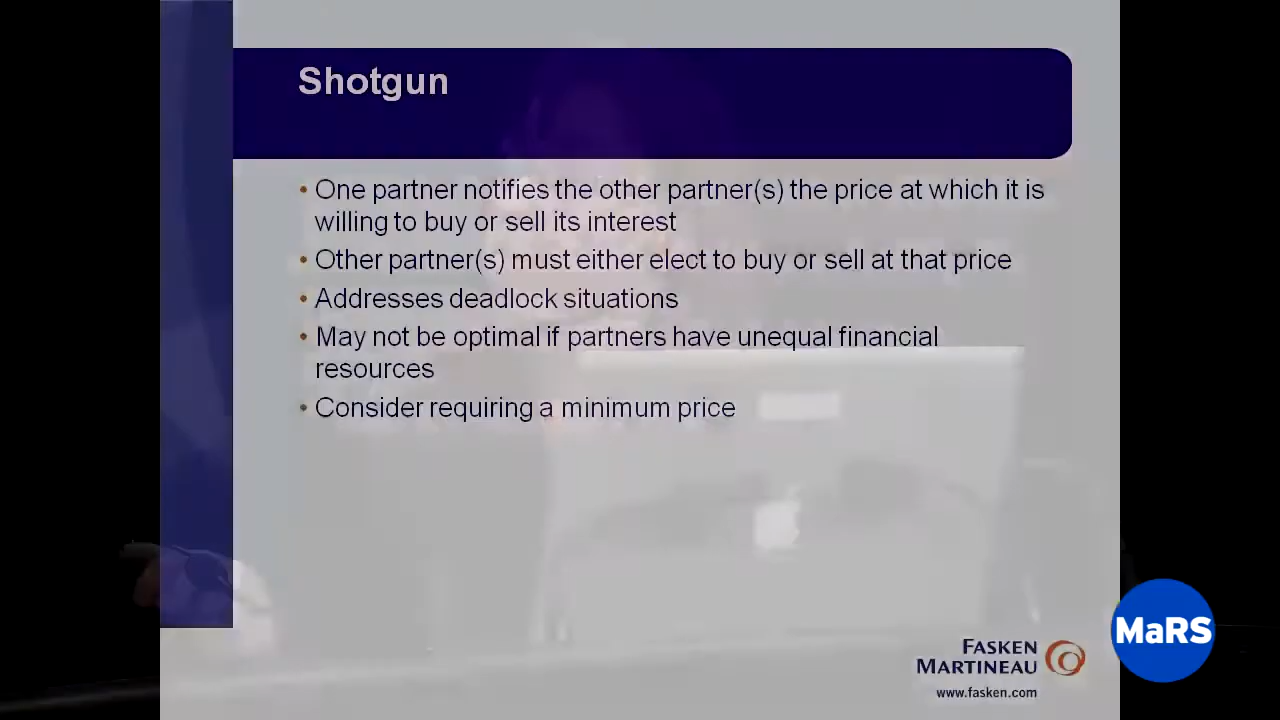 Shotgun
• One partner notifies the other partner(s) the price at which it is
willing to buy or sell its interest
• Other partner(s) must either elect to buy or sell at that price
• Addresses deadlock situations
• May not be optimal if partners have unequal financial
resources
• Consider requiring a minimum price
FASKEN
MARTINEAU
www.fasken.com
MaRS